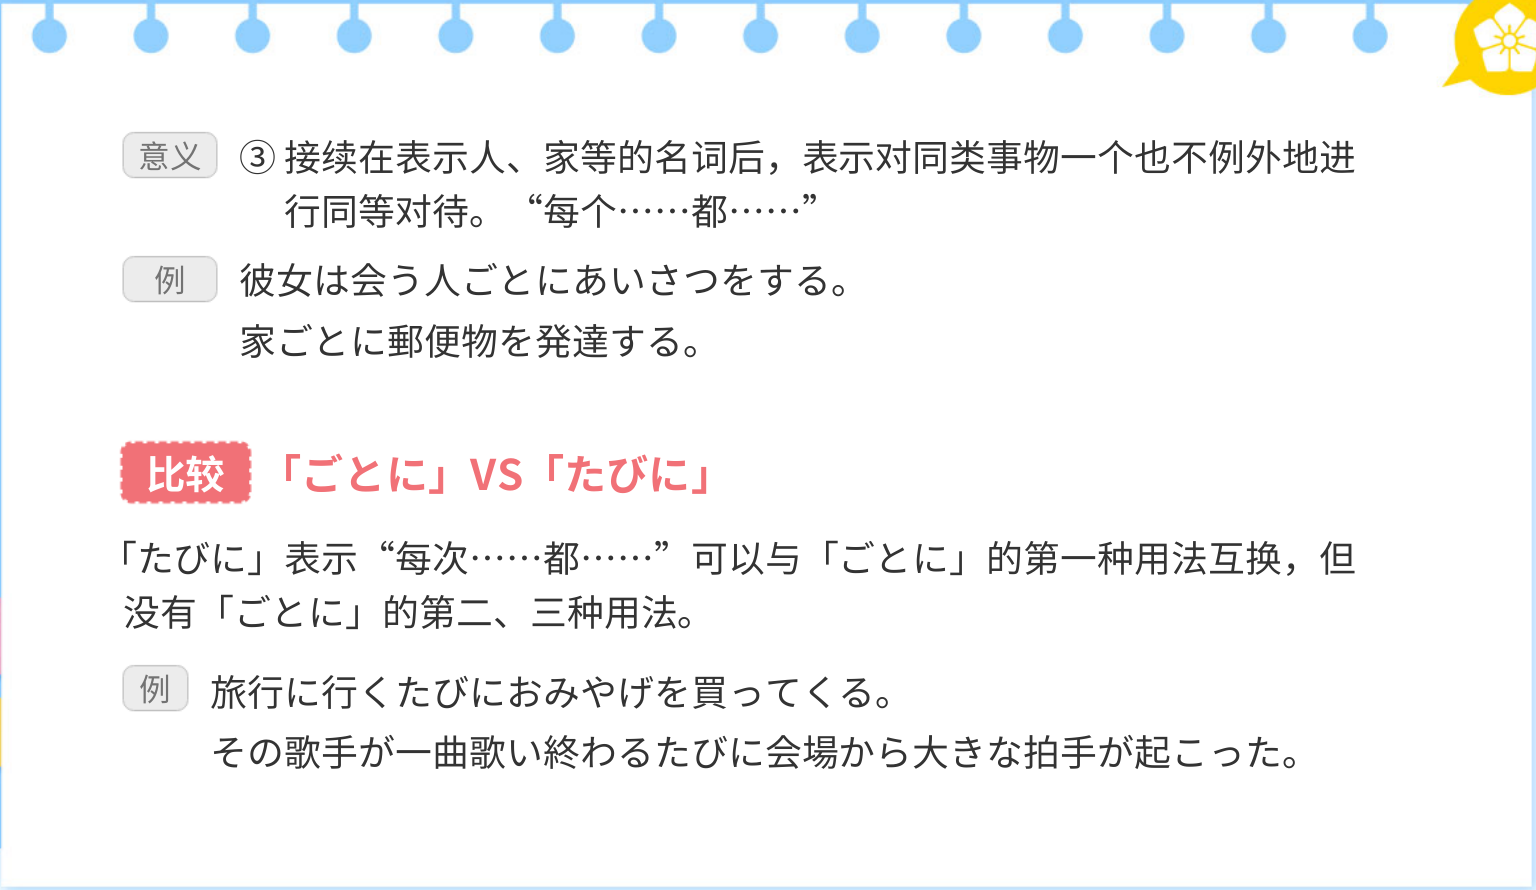 意义 ③ 接续在表示人、家等的名词后，表示对同类事物一个也不例外地进
行同等对待。 “每个……都……”
例 彼女は会う人ごとにあいさつをする。
家ごとに郵便物を発達する。
比较 「ごとに」VS「たびに」
「たびに」表示“每次……都……”可以与「ごとに」的第一种用法互换，但
没有「ごとに」的第二、三种用法。
例 旅行に行くたびにおみやげを買ってくる。
その歌手が一曲歌い終わるたびに会場から大きな拍手が起こった。